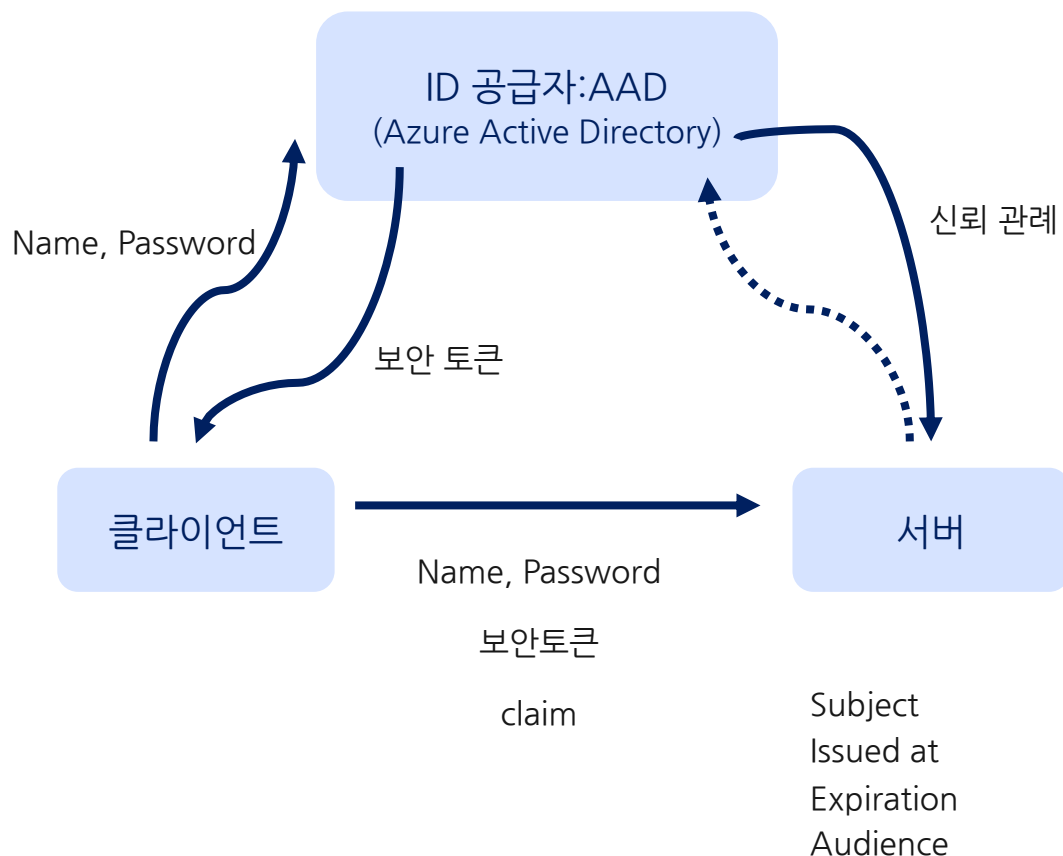 ID 공급자:AAD
(Azure Active Directory)
신뢰 관례
Name, Password
보안 토큰
클라이언트
서버
Name, Password
보안토큰
claim
Subject
Issued at
Expiration
Audience